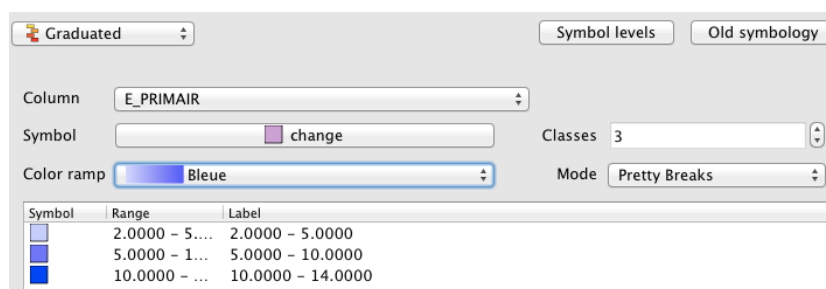 Graduated Symbol levels Old symbology
Column E_PRIMAIR
Symbol change Classes 3
Color ramp Bleue Mode Pretty Breaks
Symbol Range Label
2.0000 – 5.... 2.0000 – 5.0000
5.0000 – 1... 5.0000 – 10.0000
10.0000 – ... 10.0000 – 14.0000